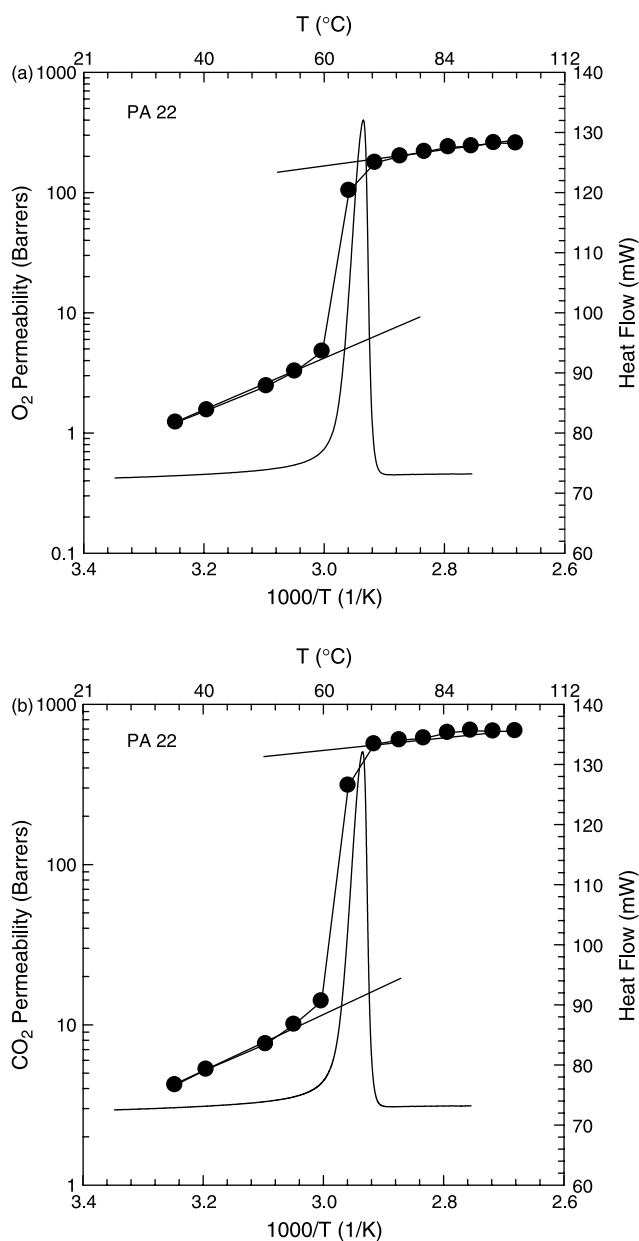 T (°C)
21 40 60 84 112
(a) 1000 140
PA 22
130
100 120
110
10 100
90
1 80
70
0.1 60
O2 Permeability (Barrers)
Heat Flow (mW)
3.4 3.2 3.0 2.8 2.6
1000/T (1/K)
T (°C)
21 40 60 84 112
(b) 1000 140
PA 22
130
100 120
110
100
10 90
80
70
1 60
CO2 Permeability (Barrers)
Heat Flow (mW)
3.4 3.2 3.0 2.8 2.6
1000/T (1/K)